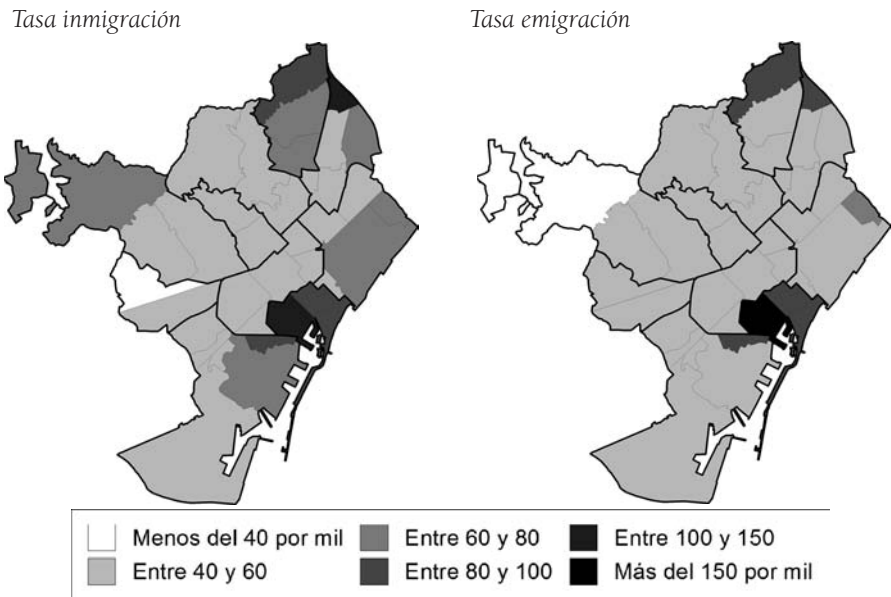 Tasa inmigración
Tasa emigración
Menos del 40 por mil
Entre 60 y 80
Entre 100 y 150
Entre 40 y 60
Entre 80 y 100
Más del 150 por mil